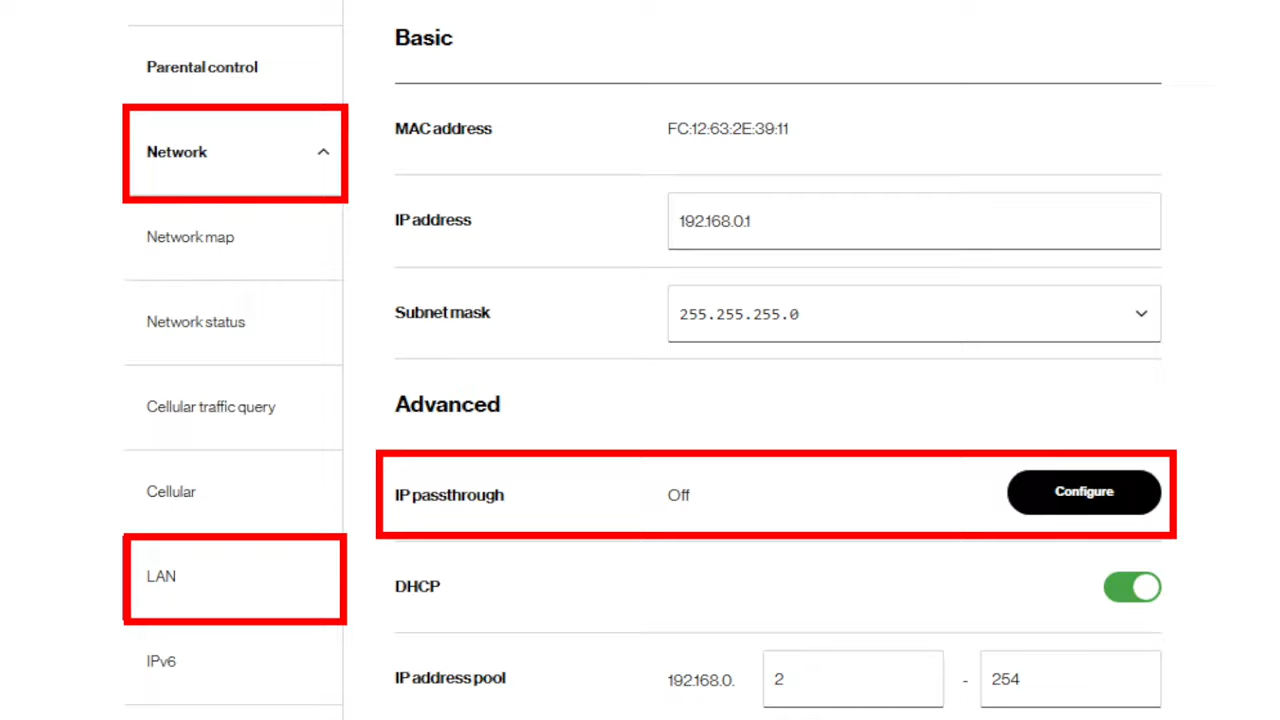 Parental control
Network
Network map
Network status
Cellular traffic query
Cellular
LAN
IPv6
Basic
MAC address FC:12:63:2E:39:11
IP address 192.168.0.1
Subnet mask 255.255.255.0
Advanced
IP passthrough Off Configure
DHCP
IP address pool 192.168.0. 2 - 254